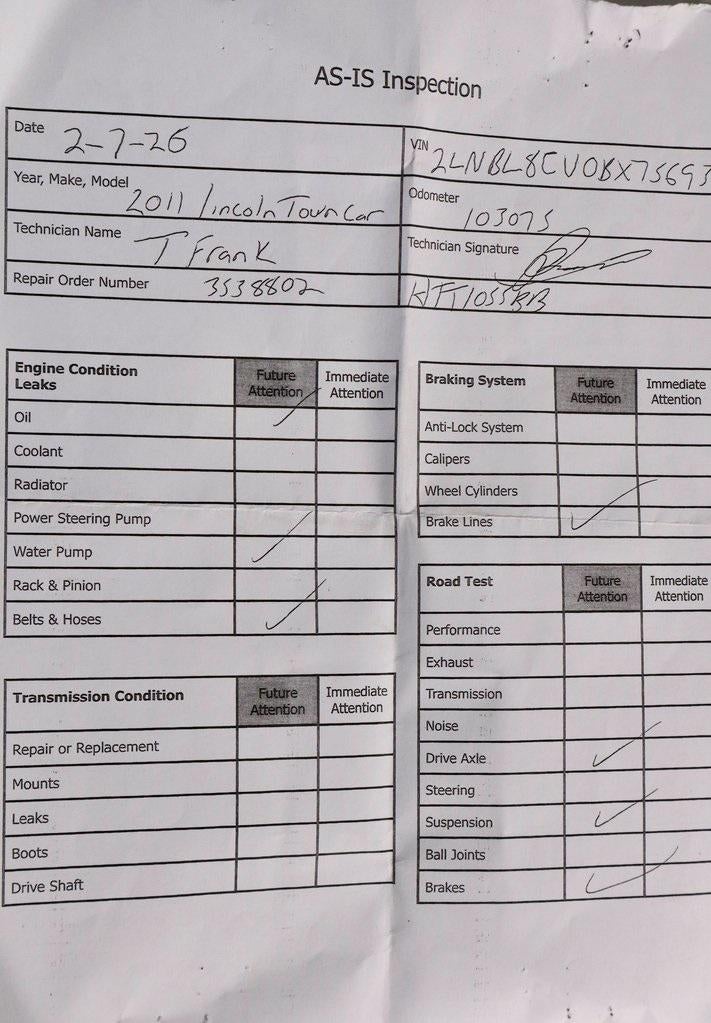 AS-IS Inspection
Date 2-7-26
VIN 2LNBL8CV0BX75693
Year, Make, Model 2011 Lincoln Town Car
Odometer 103075
Technician Name T Frank
Technician Signature
Repair Order Number 3538802
Engine Condition Leaks Future Attention Immediate Attention
Oil ✓
Coolant
Radiator
Power Steering Pump
Water Pump ✓
Rack & Pinion
Belts & Hoses ✓
Transmission Condition Future Attention Immediate Attention
Repair or Replacement
Mounts
Leaks
Boots
Drive Shaft
Braking System Future Attention Immediate Attention
Anti-Lock System
Calipers
Wheel Cylinders
Brake Lines ✓
Road Test Future Attention Immediate Attention
Performance
Exhaust
Transmission
Noise
Drive Axle ✓
Steering
Suspension ✓
Ball Joints
Brakes ✓